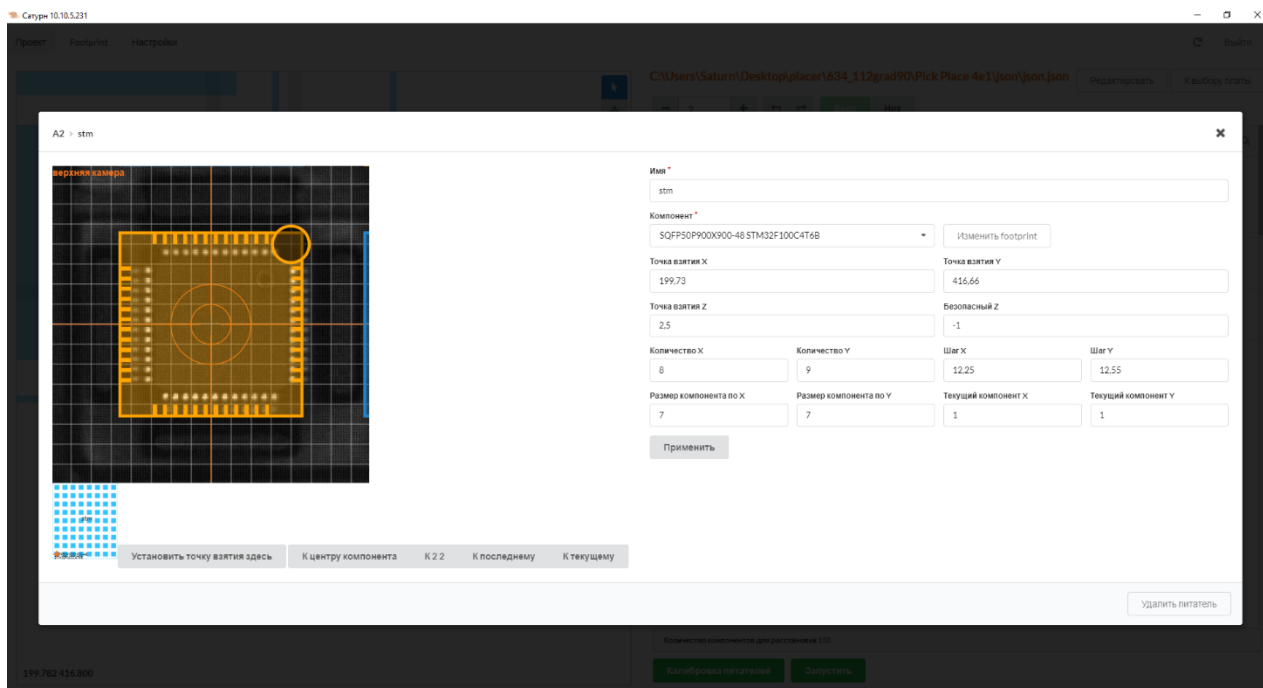 Сатурн 10.10.5.231
Проект Footprint Настройки Выйти
C:\Users\Saturn\Desktop\placer\634_112grad90\Pick Place 4e1\json\json.json Редактировать К выбору платы
2 Низ
A2 > stm
верхняя камера
Имя *
stm
Компонент *
SQFP50P900X900-48 STM32F100C4T6B Изменить footprint
Точка взятия X Точка взятия Y
199,73 416,66
Точка взятия Z Безопасный Z
2,5 -1
Количество X Количество Y Шаг X Шаг Y
8 9 12,25 12,55
Размер компонента по X Размер компонента по Y Текущий компонент X Текущий компонент Y
7 7 1 1
Применить
stm
Установить точку взятия здесь К центру компонента К 2 2 К последнему К текущему
Удалить питатель
Количество компонентов для расстановки
199.782 416.800 Калибровка питателей Запустить